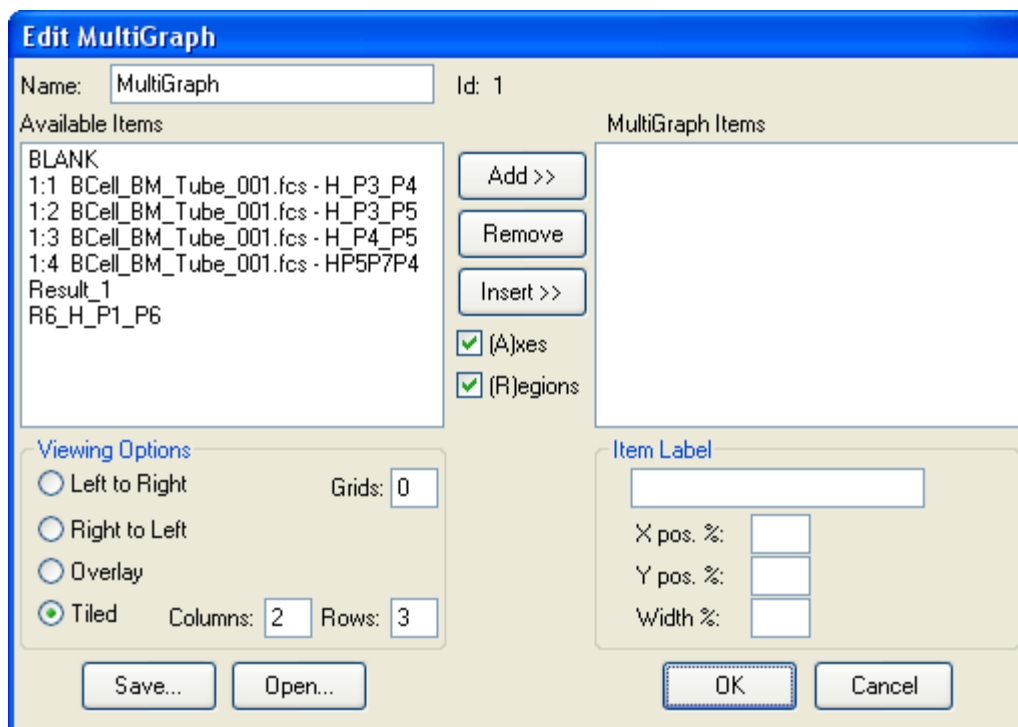 Edit MultiGraph
Name: MultiGraph Id: 1
Available Items MultiGraph Items
BLANK
1:1 BCell_BM_Tube_001.fcs - H_P3_P4
1:2 BCell_BM_Tube_001.fcs - H_P3_P5
1:3 BCell_BM_Tube_001.fcs - H_P4_P5
1:4 BCell_BM_Tube_001.fcs - HP5P7P4
Result_1
R6_H_P1_P6
Add >>
Remove
Insert >>
(A)xes
(R)egions
Viewing Options
Left to Right Grids: 0
Right to Left
Overlay
Tiled Columns: 2 Rows: 3
Item Label
X pos. %:
Y pos. %:
Width %:
Save... Open... OK Cancel